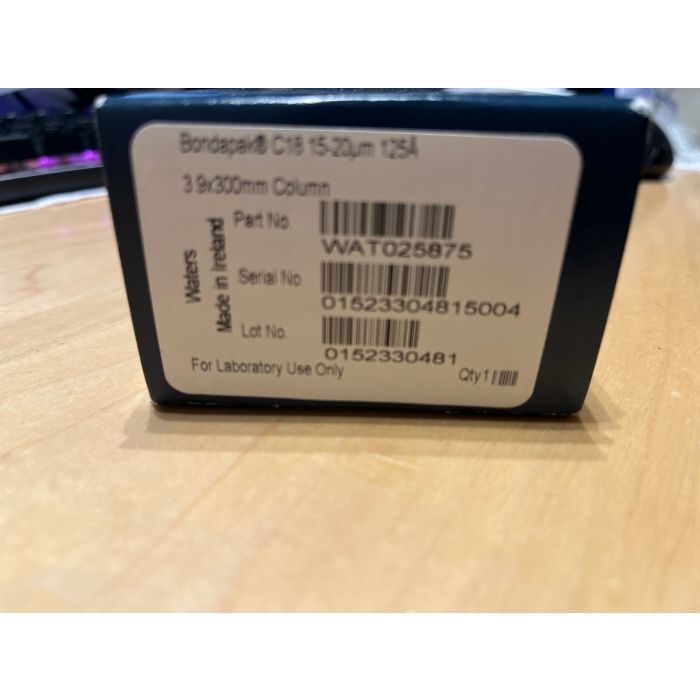 Bondapak® C18 15-20µm 125Å
3.9x300mm Column
Waters
Made in Ireland
Part No.
WAT025875
Serial No.
01523304815004
Lot No.
0152330481
For Laboratory Use Only
Qty 1